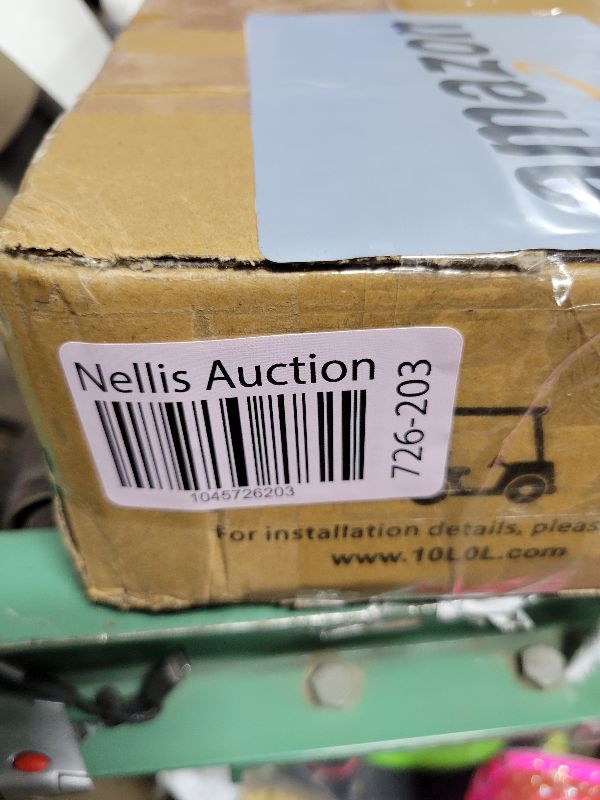 amazon
Nellis Auction
726-203
1045726203
For installation details, pleas
www.10L0L.com